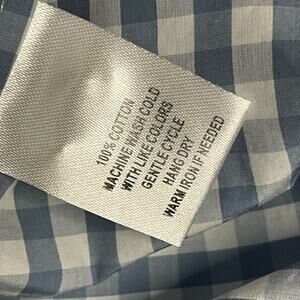 100% COTTON
MACHINE WASH COLD
WITH LIKE COLORS
GENTLE CYCLE
HANG DRY
WARM IRON IF NEEDED